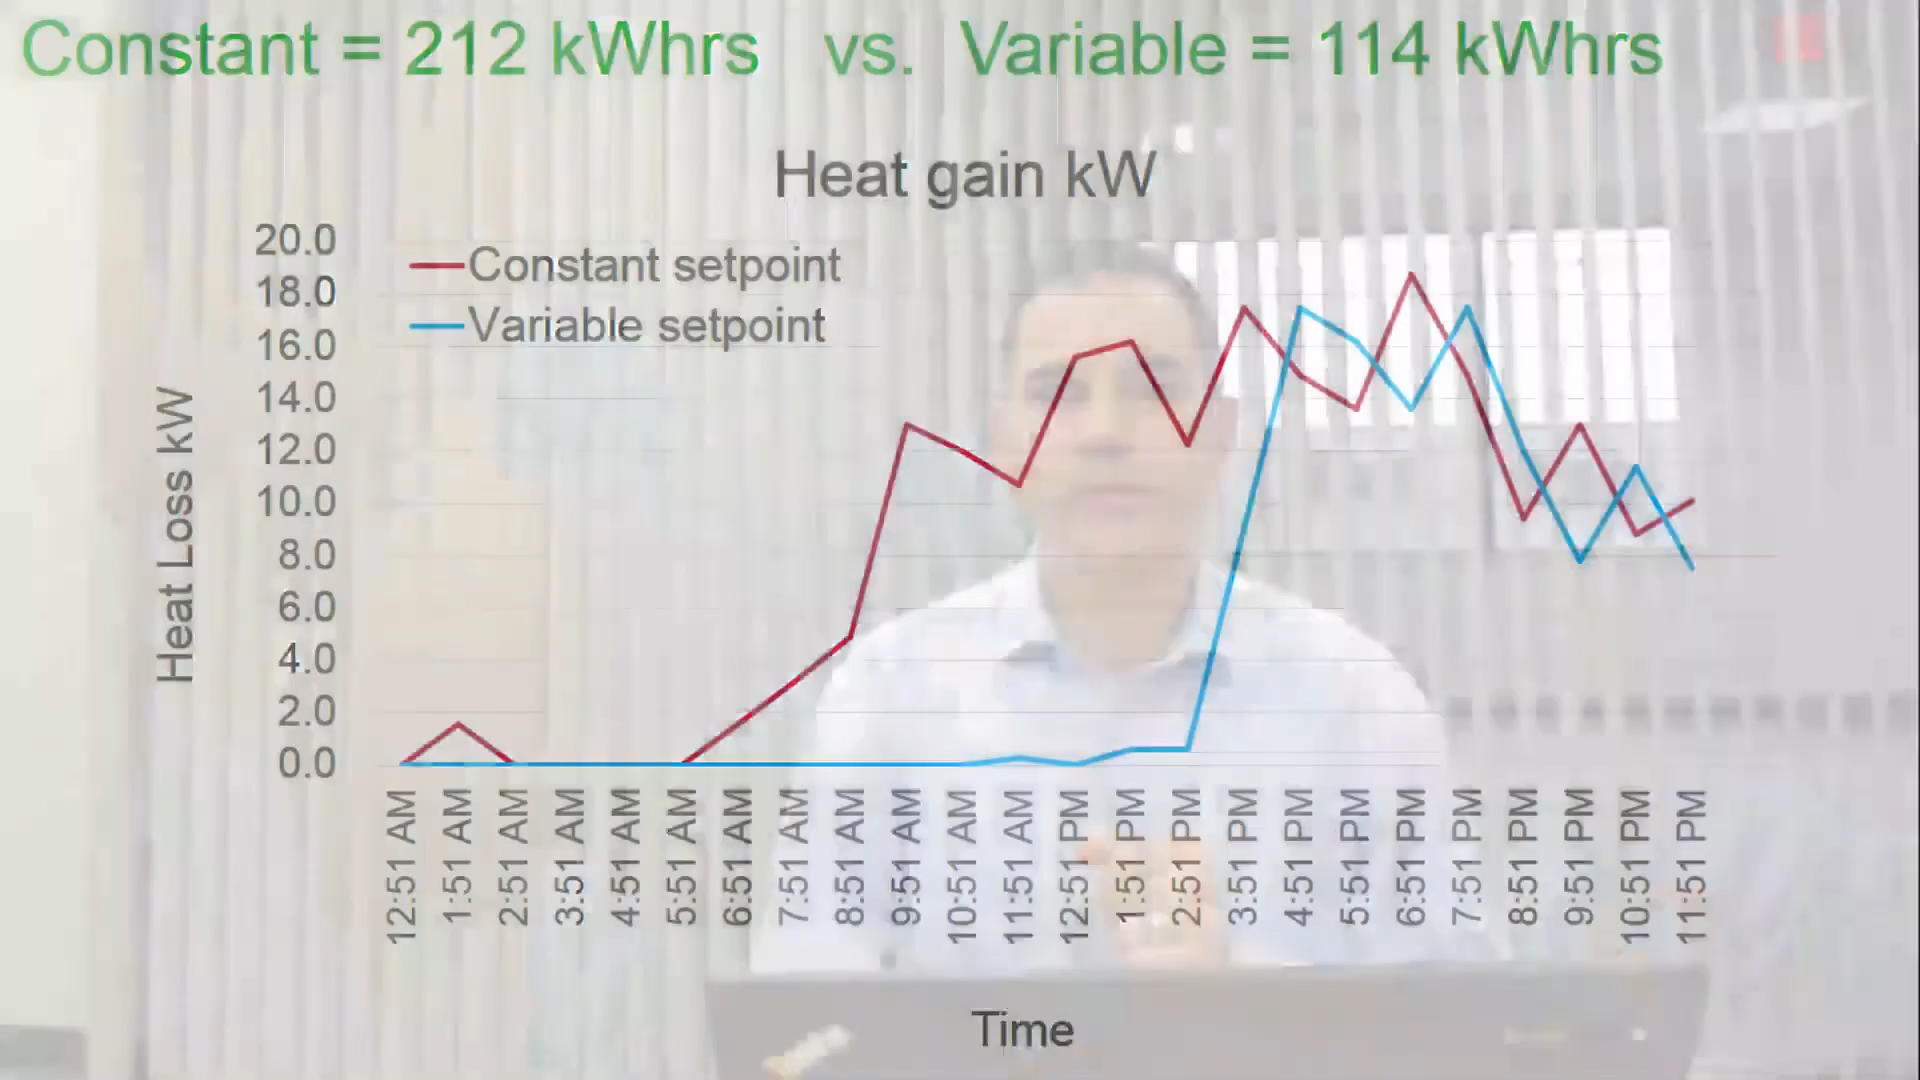 Constant = 212 kWhrs vs. Variable = 114 kWhrs
Heat gain kW
Constant setpoint
Variable setpoint
Heat Loss kW
20.0
18.0
16.0
14.0
12.0
10.0
8.0
6.0
4.0
2.0
0.0
12:51 AM
1:51 AM
2:51 AM
3:51 AM
4:51 AM
5:51 AM
6:51 AM
7:51 AM
8:51 AM
9:51 AM
10:51 AM
11:51 AM
12:51 PM
1:51 PM
2:51 PM
3:51 PM
4:51 PM
5:51 PM
6:51 PM
7:51 PM
8:51 PM
9:51 PM
10:51 PM
11:51 PM
Time